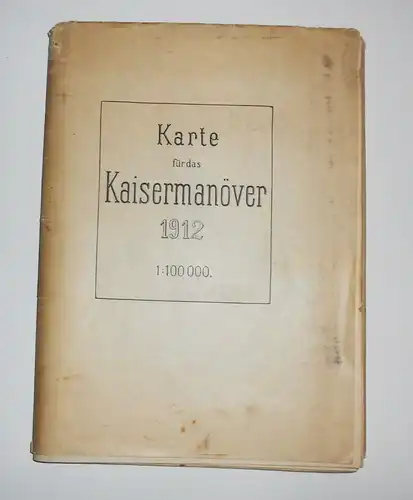 Karte
für das
Kaisermanöver
1912
1:100 000.